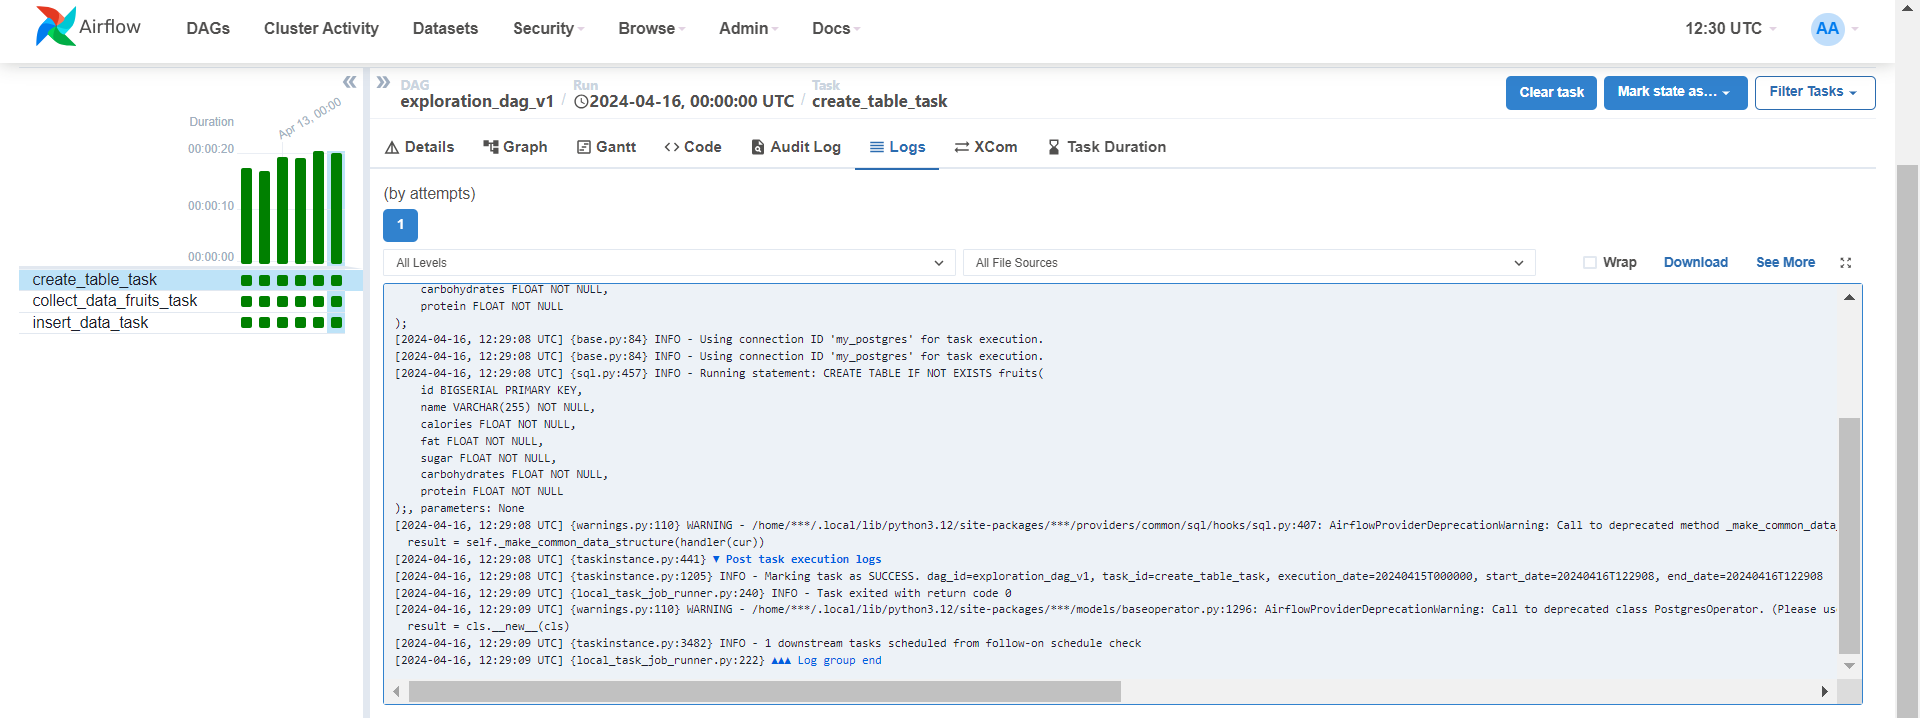 Airflow
DAGs
Cluster Activity
Datasets
Security
Browse
Admin
Docs
12:30 UTC
AA
DAG
exploration_dag_v1
/
Run
2024-04-16, 00:00:00 UTC
/
Task
create_table_task
Clear task
Mark state as...
Filter Tasks
Duration
Apr 13, 00:00
00:00:20
00:00:10
00:00:00
create_table_task
collect_data_fruits_task
insert_data_task
Details
Graph
Gantt
Code
Audit Log
Logs
XCom
Task Duration
(by attempts)
1
All Levels
All File Sources
Wrap
Download
See More
carbohydrates FLOAT NOT NULL,
protein FLOAT NOT NULL
);
[2024-04-16, 12:29:08 UTC] {base.py:84} INFO - Using connection ID 'my_postgres' for task execution.
[2024-04-16, 12:29:08 UTC] {base.py:84} INFO - Using connection ID 'my_postgres' for task execution.
[2024-04-16, 12:29:08 UTC] {sql.py:457} INFO - Running statement: CREATE TABLE IF NOT EXISTS fruits(
id BIGSERIAL PRIMARY KEY,
name VARCHAR(255) NOT NULL,
calories FLOAT NOT NULL,
fat FLOAT NOT NULL,
sugar FLOAT NOT NULL,
carbohydrates FLOAT NOT NULL,
protein FLOAT NOT NULL
);, parameters: None
[2024-04-16, 12:29:08 UTC] {warnings.py:110} WARNING - /home/***/.local/lib/python3.12/site-packages/***/providers/common/sql/hooks/sql.py:407: AirflowProviderDeprecationWarning: Call to deprecated method _make_common_data_
result = self._make_common_data_structure(handler(cur))
[2024-04-16, 12:29:08 UTC] {taskinstance.py:441} ▼ Post task execution logs
[2024-04-16, 12:29:08 UTC] {taskinstance.py:1205} INFO - Marking task as SUCCESS. dag_id=exploration_dag_v1, task_id=create_table_task, execution_date=20240415T000000, start_date=20240416T122908, end_date=20240416T122908
[2024-04-16, 12:29:09 UTC] {local_task_job_runner.py:240} INFO - Task exited with return code 0
[2024-04-16, 12:29:09 UTC] {warnings.py:110} WARNING - /home/***/.local/lib/python3.12/site-packages/***/models/baseoperator.py:1296: AirflowProviderDeprecationWarning: Call to deprecated class PostgresOperator. (Please us
result = cls.__new__(cls)
[2024-04-16, 12:29:09 UTC] {taskinstance.py:3482} INFO - 1 downstream tasks scheduled from follow-on schedule check
[2024-04-16, 12:29:09 UTC] {local_task_job_runner.py:222} ▲▲▲ Log group end